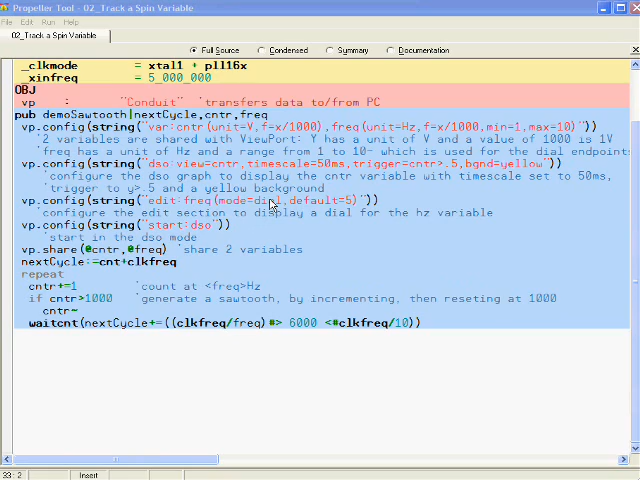 Propeller Tool - 02_Track a Spin Variable
File Edit Run Help
02_Track a Spin Variable
Full Source Condensed Summary Documentation
_clkmode = xtal1 + pll16x
_xinfreq = 5_000_000
OBJ
vp : "Conduit" 'transfers data to/from PC
pub demoSawtooth|nextCycle,cntr,freq
vp.config(string("var:cntr(unit=V,f=x/1000),freq(unit=Hz,f=x/1000,min=1,max=10)"))
'2 variables are shared with ViewPort: Y has a unit of V and a value of 1000 is 1V
'freq has a unit of Hz and a range from 1 to 10- which is used for the dial endpoints
vp.config(string("dso:view=cntr,timescale=50ms,trigger=cntr>.5,bgnd=yellow"))
'configure the dso graph to display the cntr variable with timescale set to 50ms,
'trigger to y>.5 and a yellow background
vp.config(string("edit:freq(mode=dial,default=5)"))
'configure the edit section to display a dial for the hz variable
vp.config(string("start:dso"))
'start in the dso mode
vp.share(@cntr,@freq) 'share 2 variables
nextCycle:=cnt+clkfreq
repeat
cntr+=1 'count at <freq>Hz
if cntr>1000 'generate a sawtooth, by incrementing, then reseting at 1000
cntr~
waitcnt(nextCycle+=((clkfreq/freq)#> 6000 <#clkfreq/10))
33 : 2 Insert